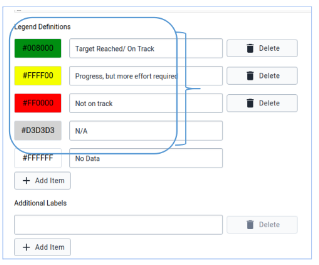 Legend Definitions
#008000 Target Reached/ On Track Delete
#FFFF00 Progress, but more effort required Delete
#FF0000 Not on track Delete
#D3D3D3 N/A
#FFFFFF No Data
+ Add Item
Additional Labels
Delete
+ Add Item